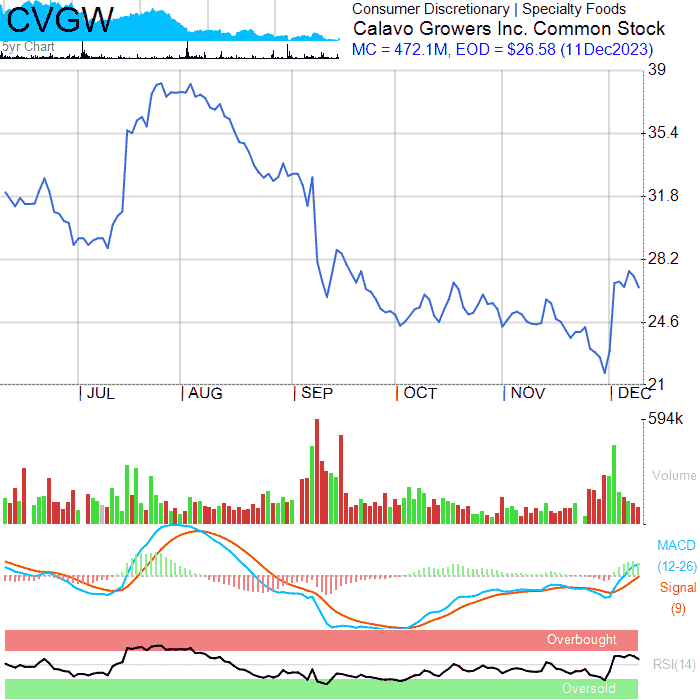 CVGW
5yr Chart
Consumer Discretionary | Specialty Foods
Calavo Growers Inc. Common Stock
MC = 472.1M, EOD = $26.58 (11Dec2023)
39
35.4
31.8
28.2
24.6
21
JUL
AUG
SEP
OCT
NOV
DEC
594k
Volume
MACD
(12-26)
Signal
(9)
Overbought
RSI(14)
Oversold